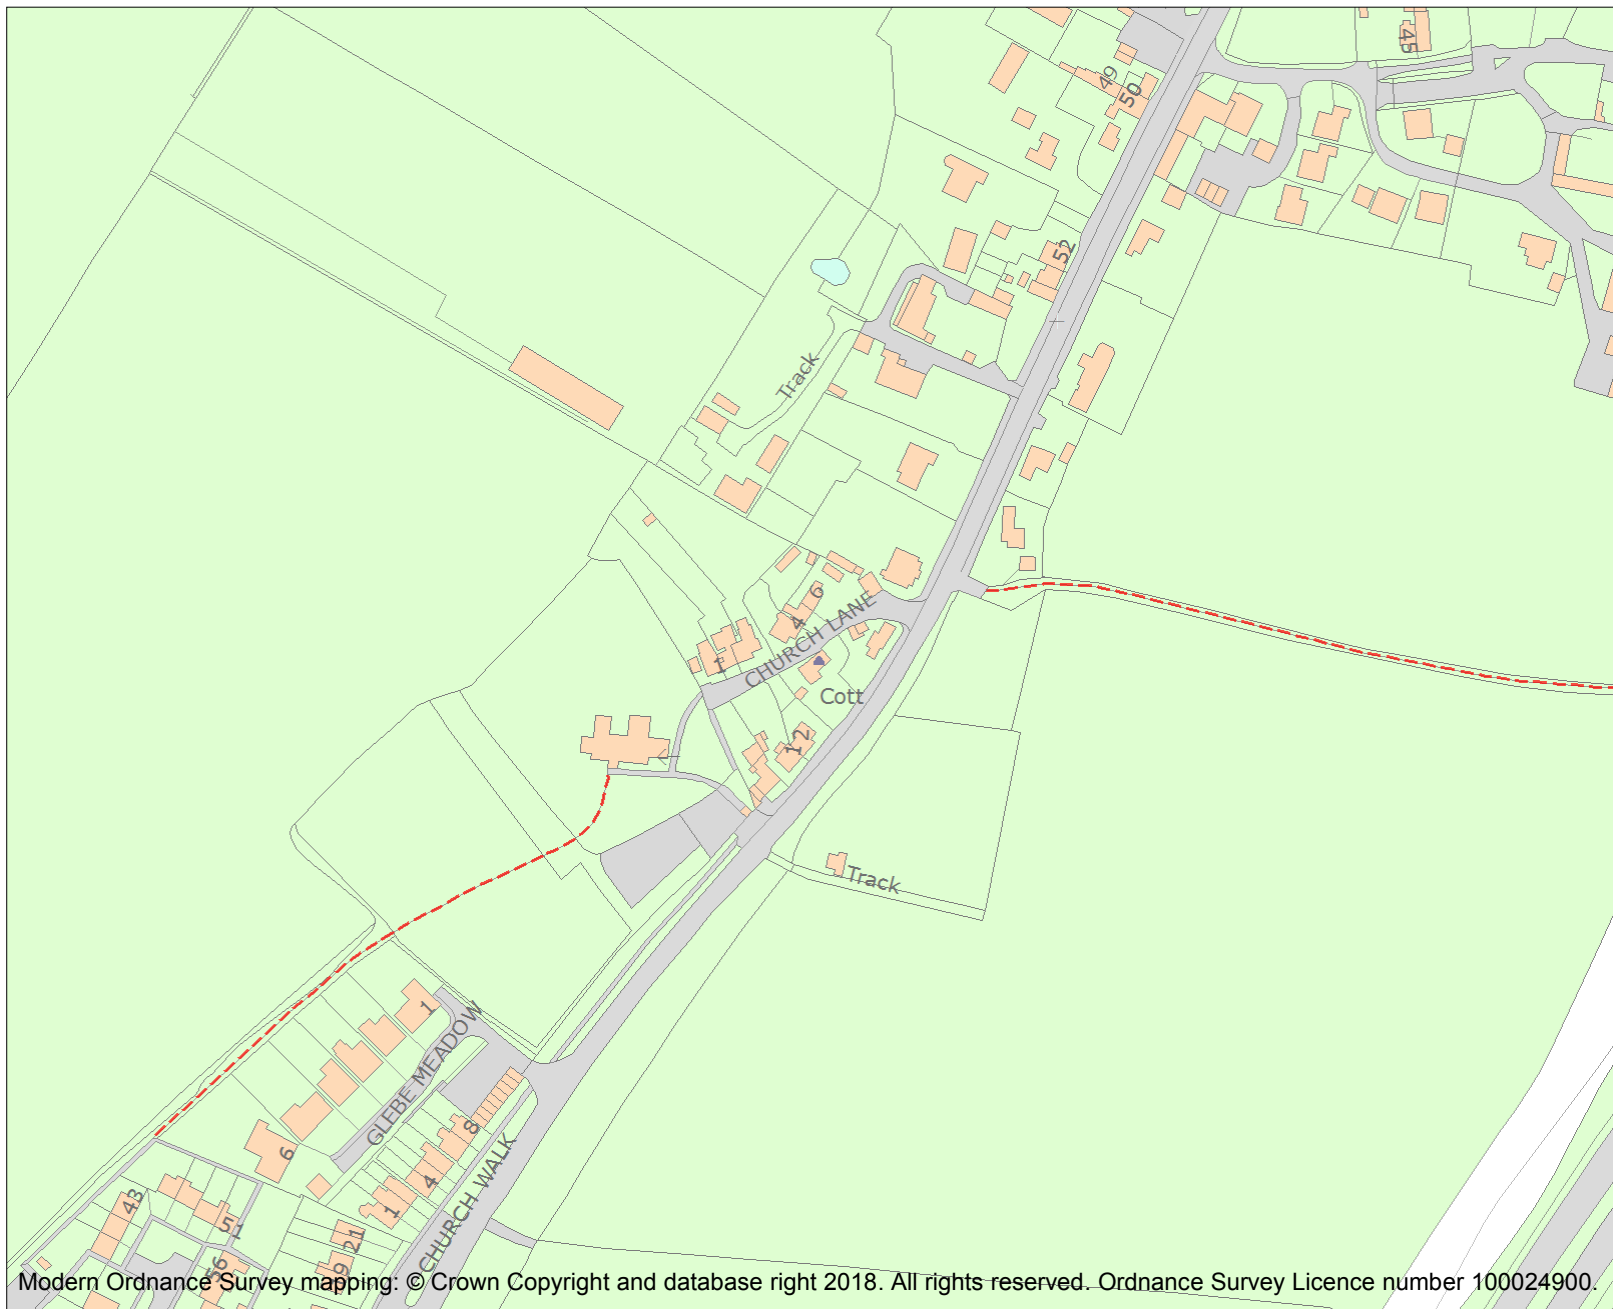 45
49
50
52
Track
6
4
CHURCH LANE
1
Cott
12
Track
1
GLEBE MEADOW
8
6
4
CHURCH WALK
43
1
51
21
56
19
Modern Ordnance Survey mapping: © Crown Copyright and database right 2018. All rights reserved. Ordnance Survey Licence number 100024900.